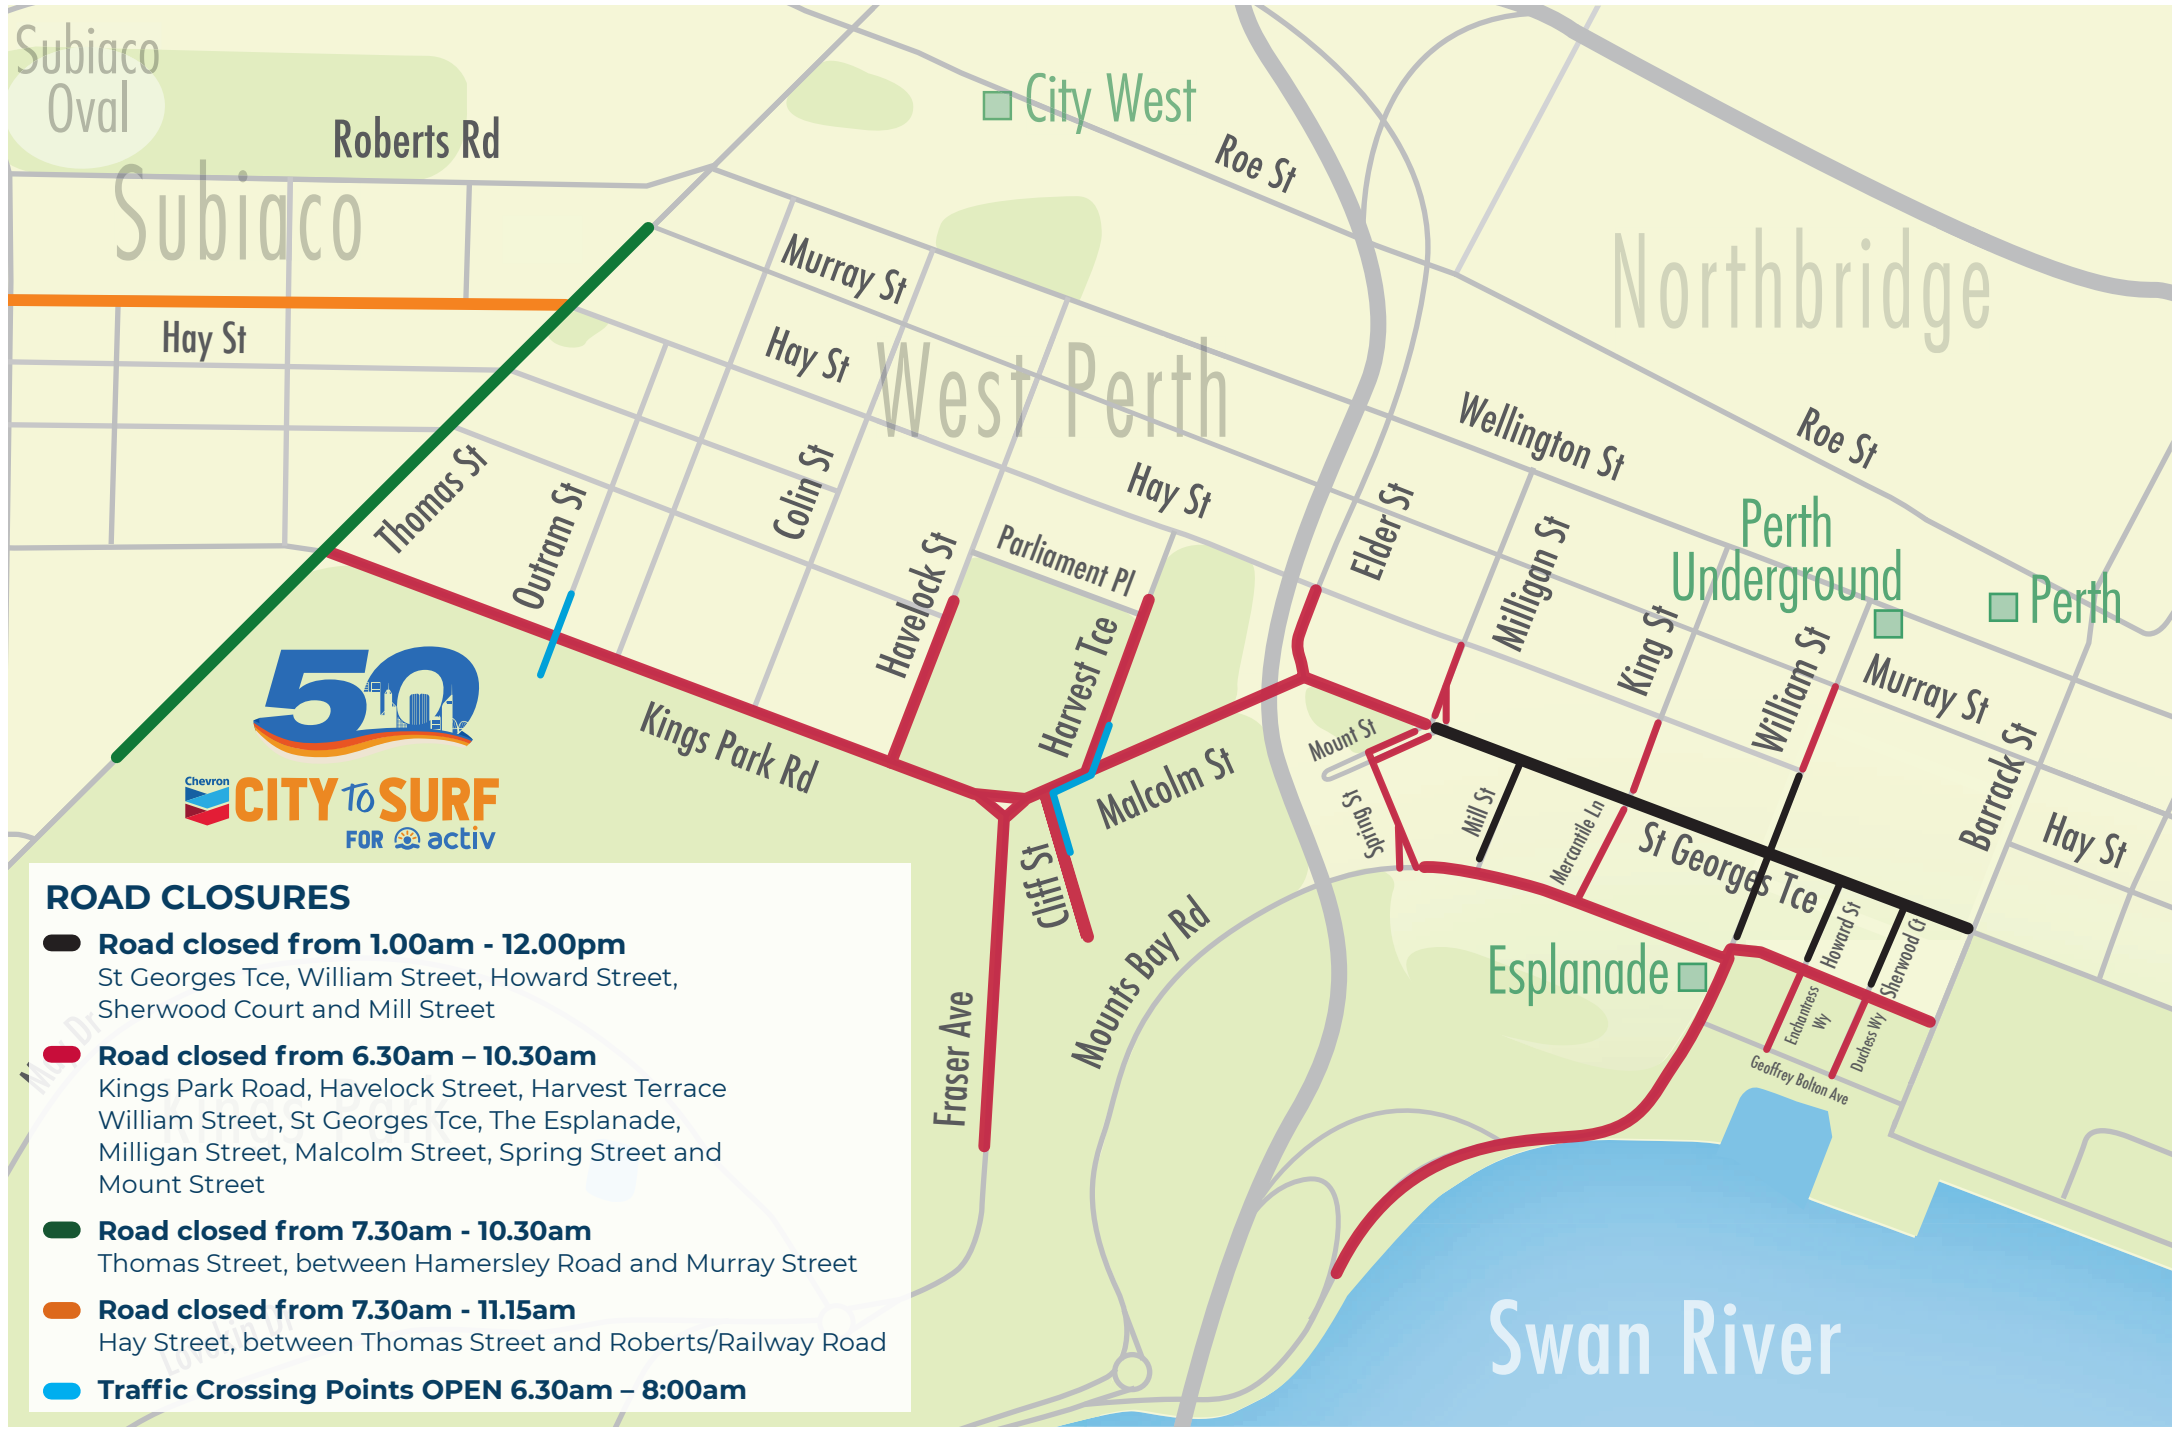 Subiaco
Oval
Roberts Rd
Subiaco
City West
Roe St
Northbridge
Murray St
Hay St
Hay St
West Perth
Wellington St
Roe St
Thomas St
Outram St
Colin St
Havelock St
Hay St
Parliament Pl
Harvest Tce
Elder St
Milligan St
King St
William St
Perth
Underground
Perth
Murray St
Barrack St
Hay St
Kings Park Rd
Malcolm St
Mount St
Spring St
Mill St
Mercantile Ln
St Georges Tce
Howard St
Sherwood Ct
Cliff St
Fraser Ave
Mounts Bay Rd
Esplanade
Enchantress
Wy
Duchess Wy
Geoffrey Bolton Ave
Swan River
50
Chevron
CITY TO SURF
FOR activ
ROAD CLOSURES
Road closed from 1.00am - 12.00pm
St Georges Tce, William Street, Howard Street,
Sherwood Court and Mill Street
Road closed from 6.30am – 10.30am
Kings Park Road, Havelock Street, Harvest Terrace
William Street, St Georges Tce, The Esplanade,
Milligan Street, Malcolm Street, Spring Street and
Mount Street
Road closed from 7.30am - 10.30am
Thomas Street, between Hamersley Road and Murray Street
Road closed from 7.30am - 11.15am
Hay Street, between Thomas Street and Roberts/Railway Road
Traffic Crossing Points OPEN 6.30am – 8:00am
Kings Park